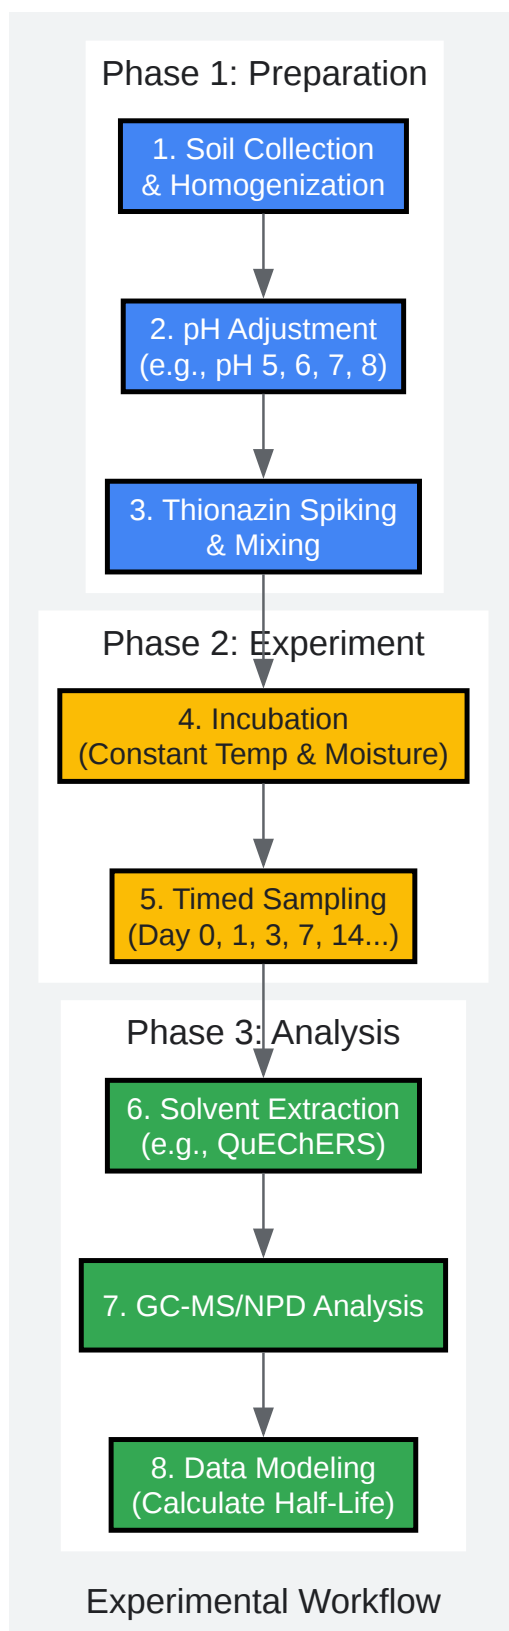 Phase 1: Preparation
1. Soil Collection
& Homogenization
2. pH Adjustment
(e.g., pH 5, 6, 7, 8)
3. Thionazin Spiking
& Mixing
Phase 2: Experiment
4. Incubation
(Constant Temp & Moisture)
5. Timed Sampling
(Day 0, 1, 3, 7, 14...)
Phase 3: Analysis
6. Solvent Extraction
(e.g., QuEChERS)
7. GC-MS/NPD Analysis
8. Data Modeling
(Calculate Half-Life)
Experimental Workflow